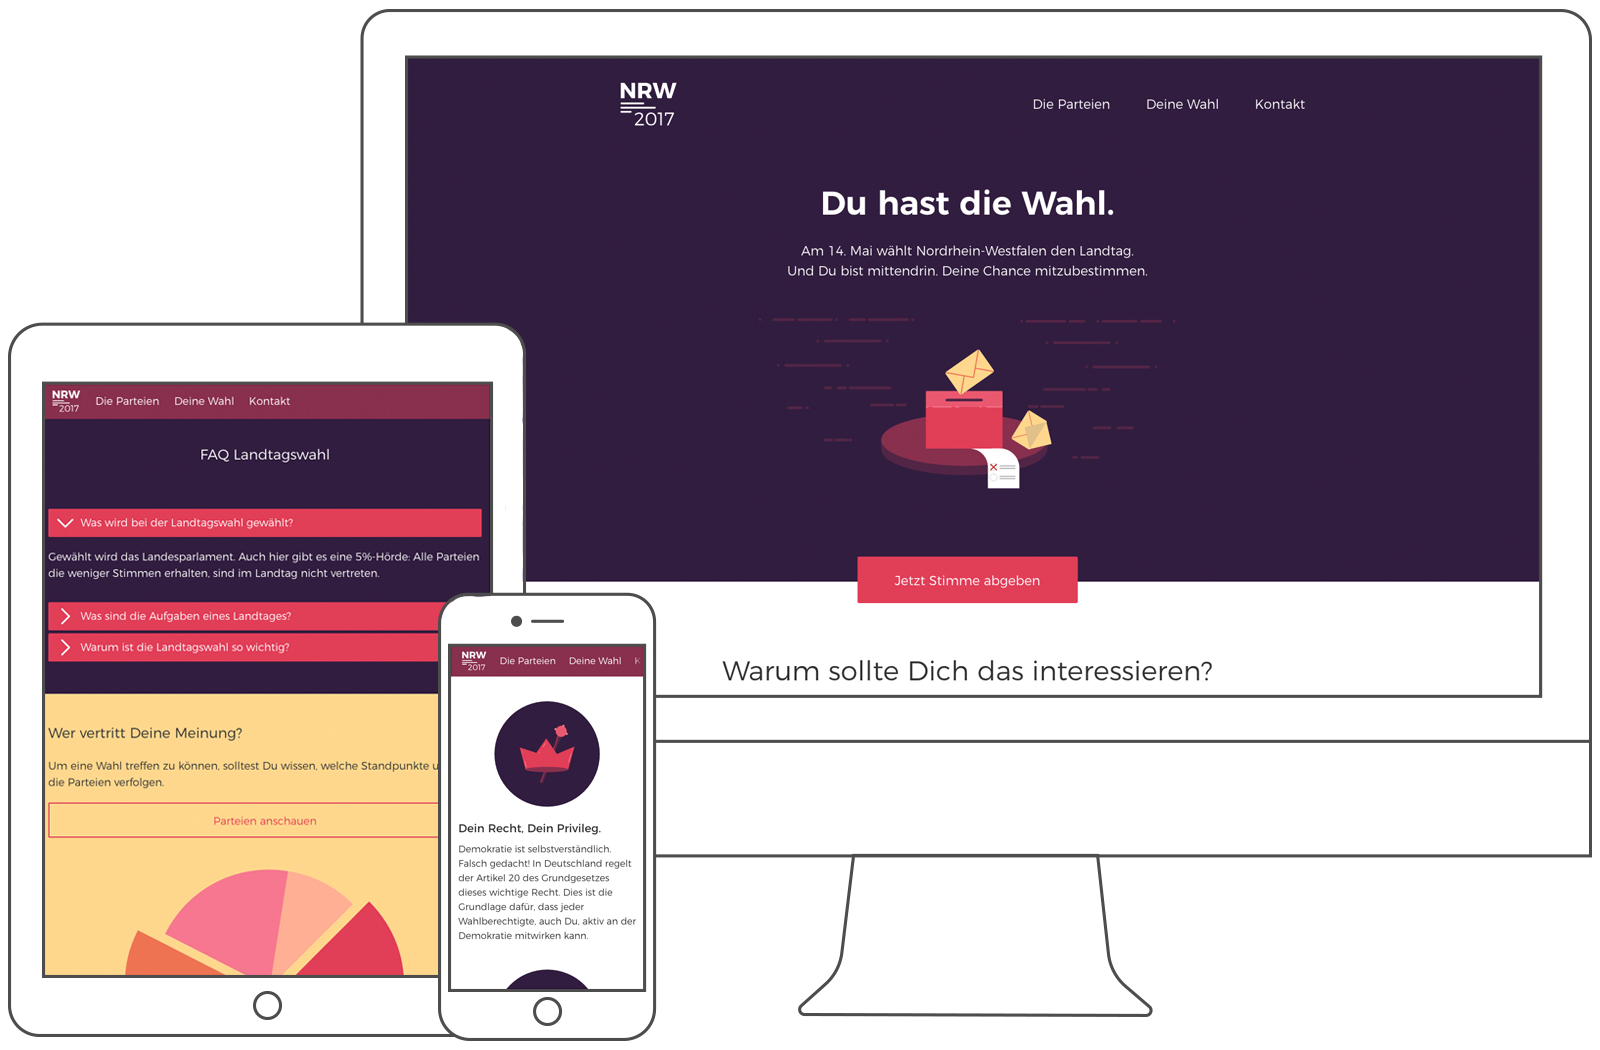 NRW
2017
Die Parteien Deine Wahl Kontakt
Du hast die Wahl.
Am 14. Mai wählt Nordrhein-Westfalen den Landtag.
Und Du bist mittendrin. Deine Chance mitzubestimmen.
Jetzt Stimme abgeben
Warum sollte Dich das interessieren?
NRW
2017
Die Parteien Deine Wahl Kontakt
FAQ Landtagswahl
Was wird bei der Landtagswahl gewählt?
Gewählt wird das Landesparlament. Auch hier gibt es eine 5%-Hörde: Alle Parteien
die weniger Stimmen erhalten, sind im Landtag nicht vertreten.
Was sind die Aufgaben eines Landtages?
Warum ist die Landtagswahl so wichtig?
Wer vertritt Deine Meinung?
Um eine Wahl treffen zu können, solltest Du wissen, welche Standpunkte
die Parteien verfolgen.
Parteien anschauen
NRW
2017
Die Parteien Deine Wahl
Dein Recht, Dein Privileg.
Demokratie ist selbstverständlich.
Falsch gedacht! In Deutschland regelt
der Artikel 20 des Grundgesetzes
dieses wichtige Recht. Dies ist die
Grundlage dafür, dass jeder
Wahlberechtigte, auch Du, aktiv an der
Demokratie mitwirken kann.